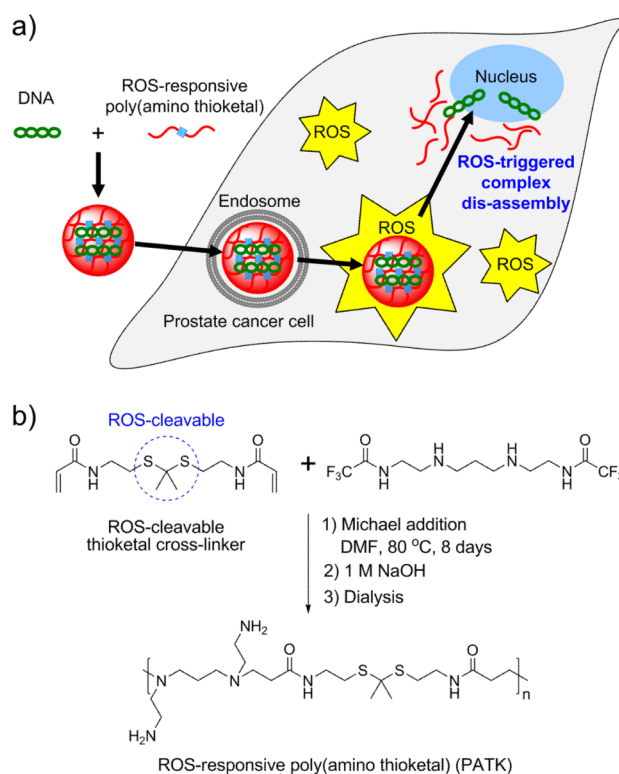 a)
DNA
+
ROS-responsive
poly(amino thioketal)
ROS
Nucleus
ROS-triggered
complex
dis-assembly
Endosome
ROS
ROS
Prostate cancer cell
b)
ROS-cleavable
O
N
H
S
S
N
H
O
+
O
F3C
N
H
H
N
N
H
H
N
O
CF3
ROS-cleavable
thioketal cross-linker
1) Michael addition
DMF, 80 °C, 8 days
2) 1 M NaOH
3) Dialysis
NH2
N
N
O
N
H
S
S
N
H
O
n
H2N
ROS-responsive poly(amino thioketal) (PATK)